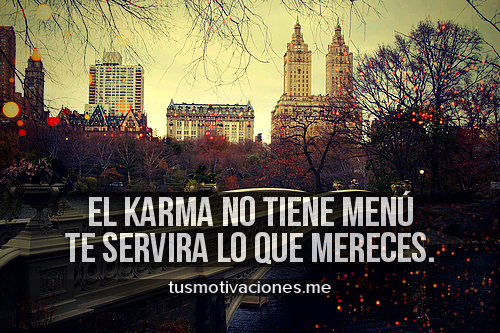 EL KARMA NO TIENE MENÚ
TE SERVIRA LO QUE MERECES.
tusmotivaciones.me